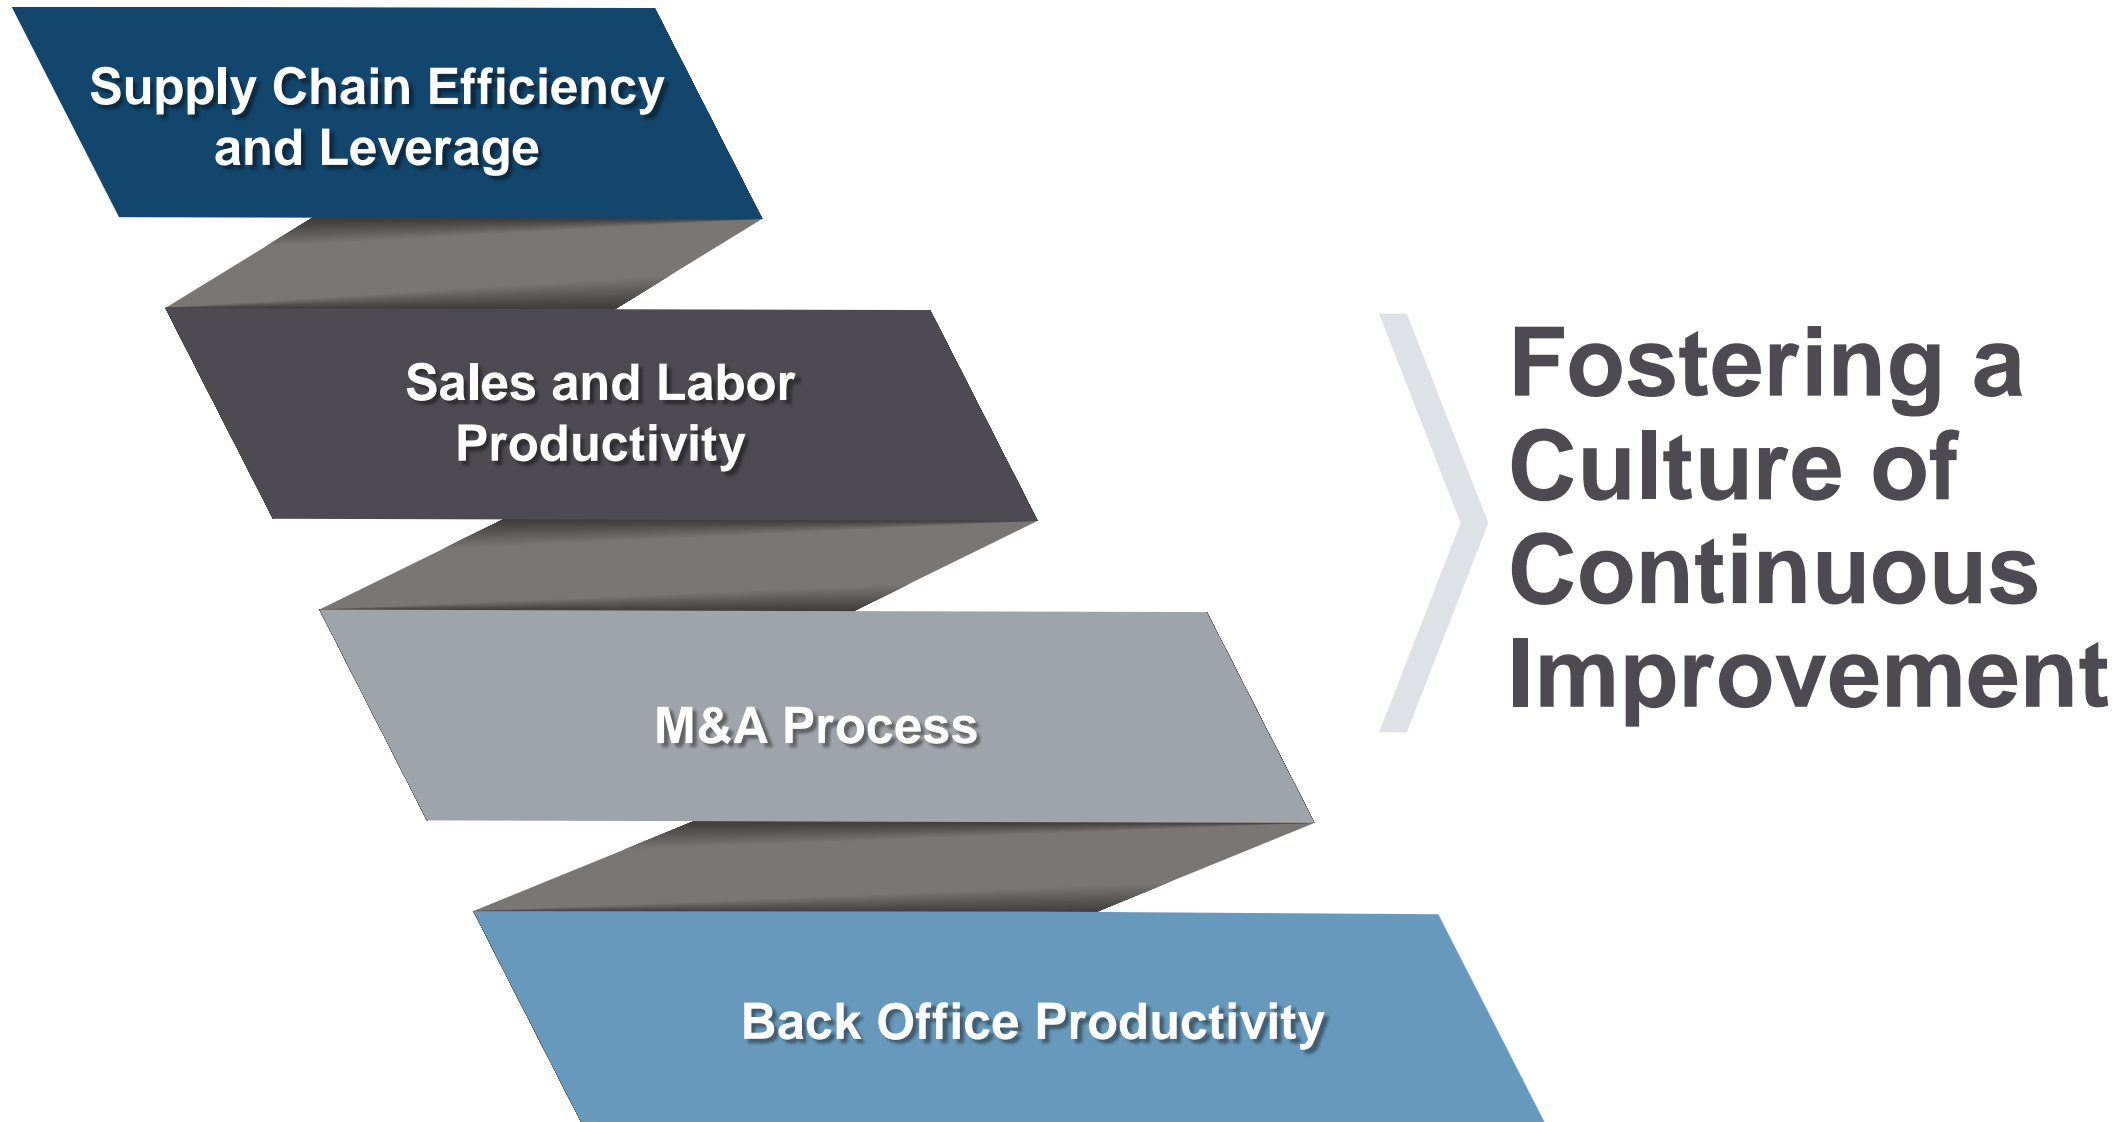 Supply Chain Efficiency
and Leverage
Sales and Labor
Productivity
M&A Process
Back Office Productivity
Fostering a
Culture of
Continuous
Improvement